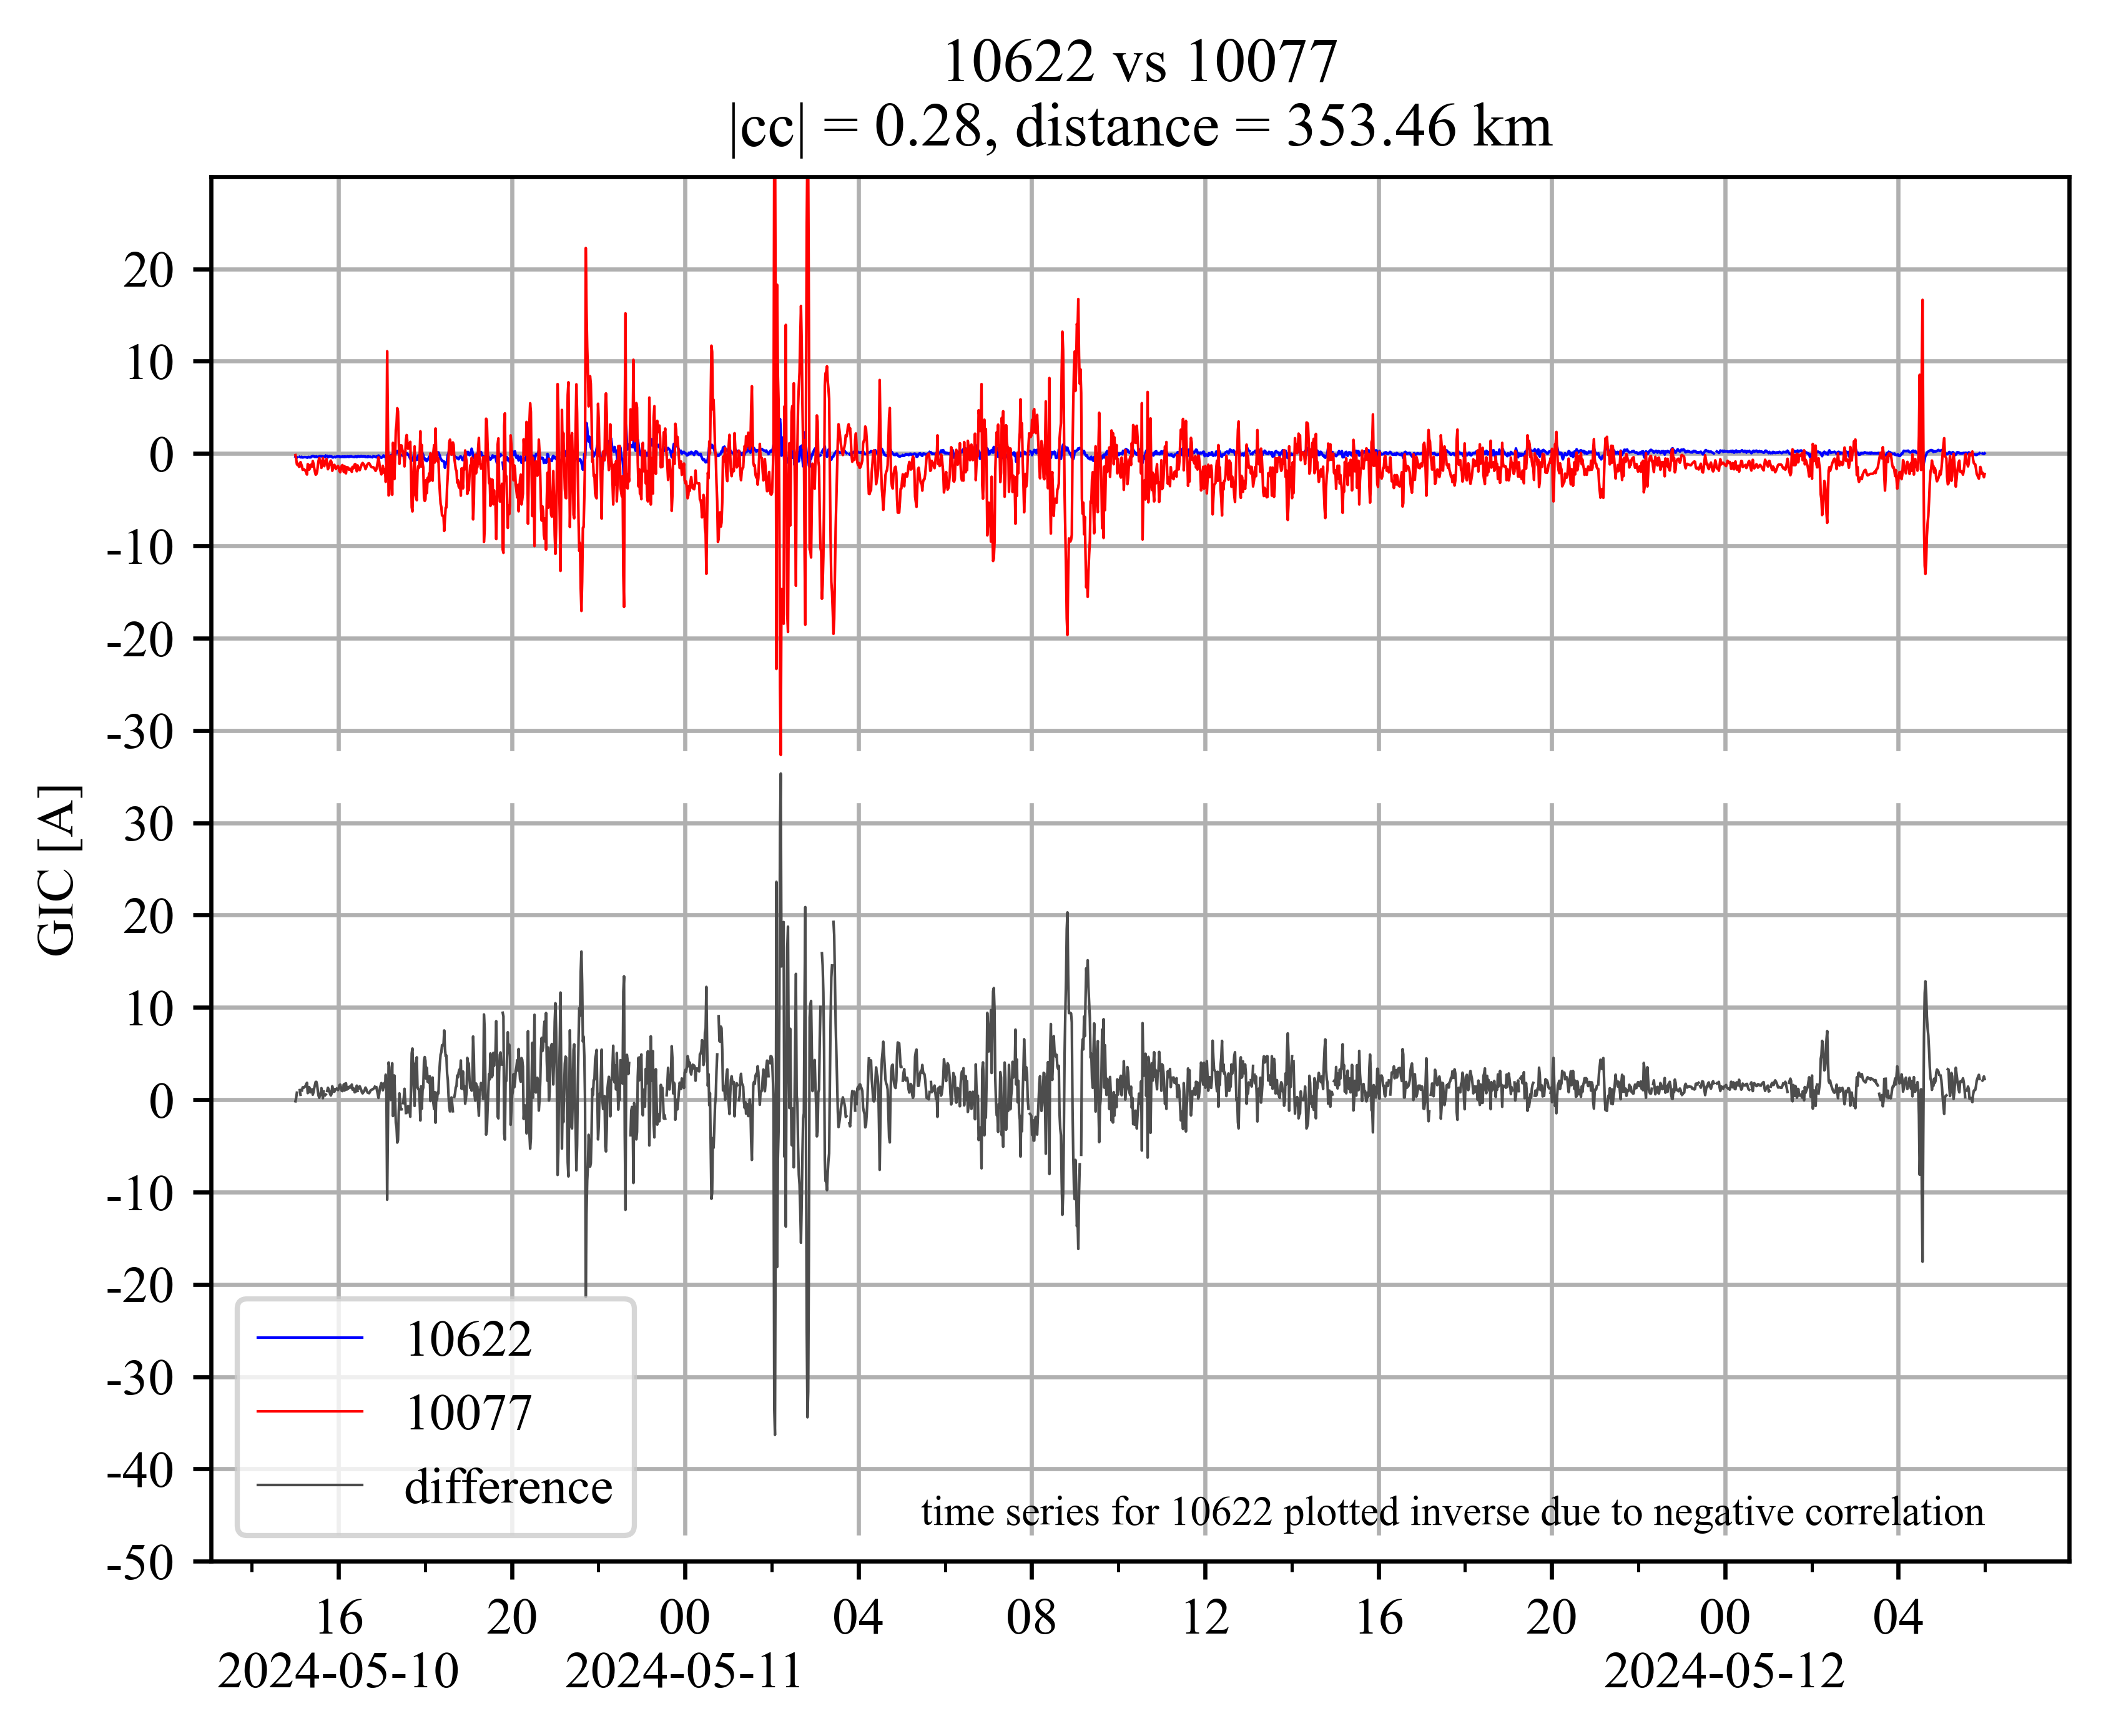 10622 vs 10077
|cc| = 0.28, distance = 353.46 km
20
10
0
-10
-20
-30
30
20
10
0
-10
-20
-30
-40
-50
GIC [A]
10622
10077
difference
time series for 10622 plotted inverse due to negative correlation
16 20 00 04 08 12 16 20 00 04
2024-05-10 2024-05-11 2024-05-12